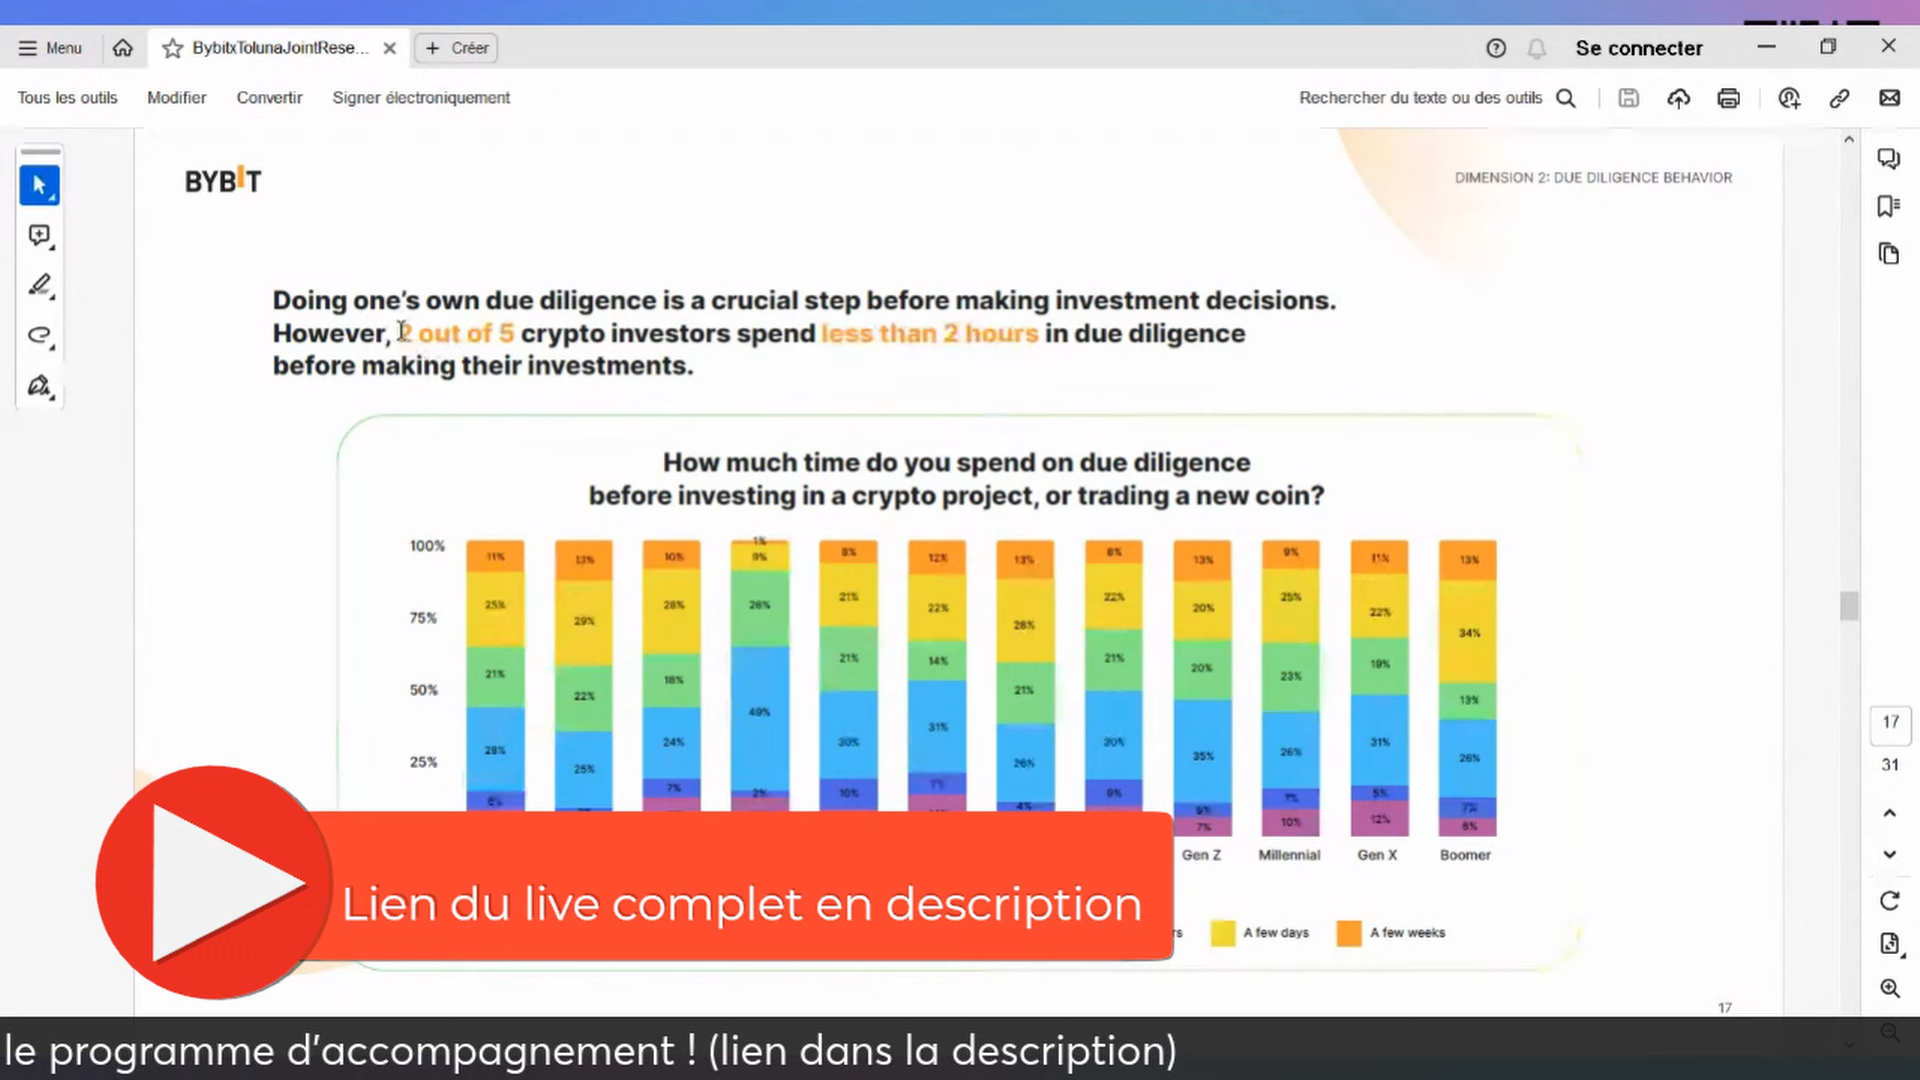 Menu
BybitxTolunaJointRese...
Créer
Se connecter
Tous les outils
Modifier
Convertir
Signer électroniquement
Rechercher du texte ou des outils
BYBIT
DIMENSION 2: DUE DILIGENCE BEHAVIOR
Doing one's own due diligence is a crucial step before making investment decisions.
However, 2 out of 5 crypto investors spend less than 2 hours in due diligence
before making their investments.
How much time do you spend on due diligence
before investing in a crypto project, or trading a new coin?
100%
75%
50%
25%
11% 13% 10% 1% 8% 12% 13% 8% 13% 9% 11% 13%
25% 29% 28% 9% 21% 22% 28% 22% 20% 25% 22% 34%
21% 22% 18% 26% 21% 14% 21% 21% 20% 23% 19% 13%
28% 25% 24% 49% 30% 31% 26% 30% 35% 26% 31% 26%
7% 2% 10% 4% 9% 5% 7%
7% 10% 12% 6%
Gen Z
Millennial
Gen X
Boomer
A few days
A few weeks
17
31
17
Lien du live complet en description
le programme d'accompagnement ! (lien dans la description)